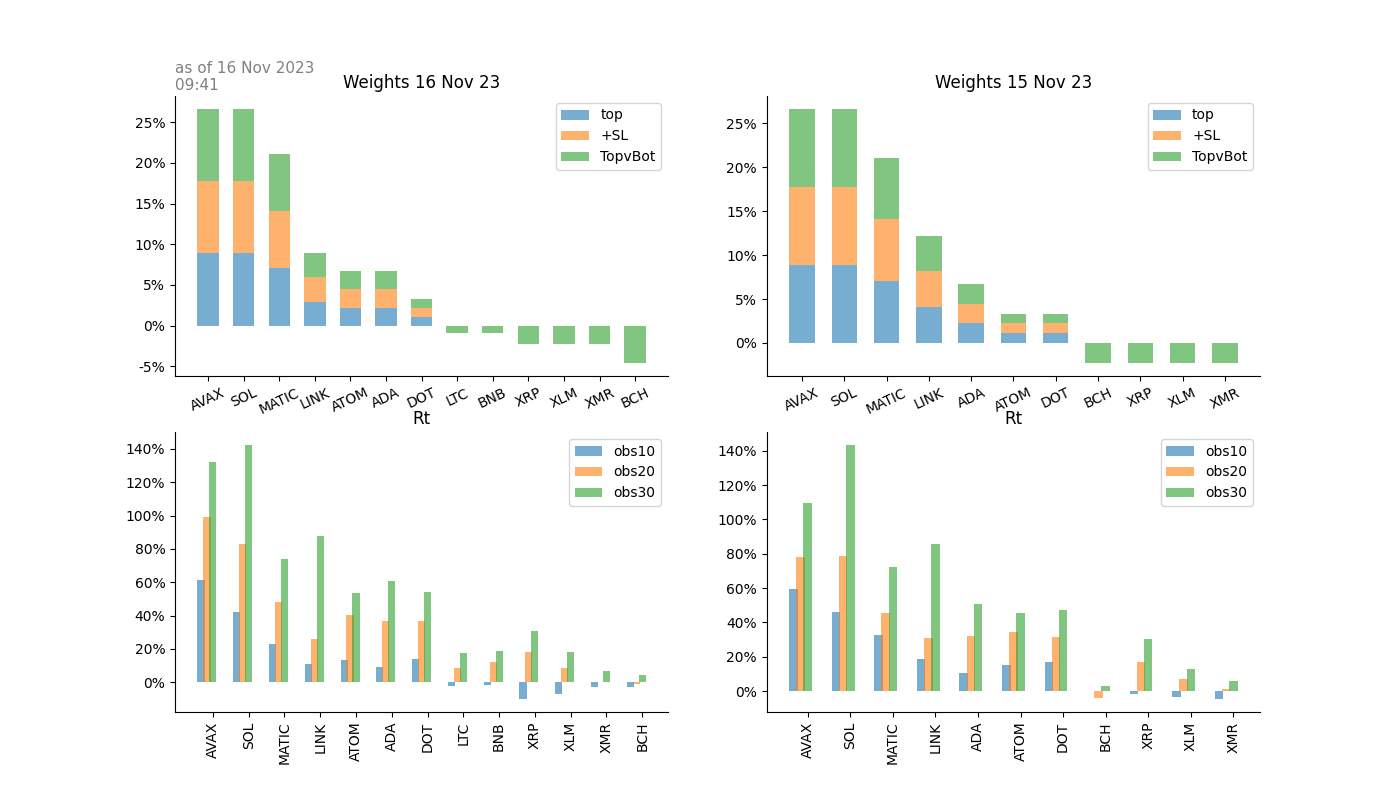 as of 16 Nov 2023
09:41
Weights 16 Nov 23
25%
20%
15%
10%
5%
0%
-5%
top
+SL
TopvBot
AVAX SOL MATIC LINK ATOM ADA DOT LTC BNB XRP XLM XMR BCH
Weights 15 Nov 23
25%
20%
15%
10%
5%
0%
top
+SL
TopvBot
AVAX SOL MATIC LINK ADA ATOM DOT BCH XRP XLM XMR
Rt
140%
120%
100%
80%
60%
40%
20%
0%
obs10
obs20
obs30
AVAX SOL MATIC LINK ATOM ADA DOT LTC BNB XRP XLM XMR BCH
Rt
140%
120%
100%
80%
60%
40%
20%
0%
obs10
obs20
obs30
AVAX SOL MATIC LINK ADA ATOM DOT BCH XRP XLM XMR